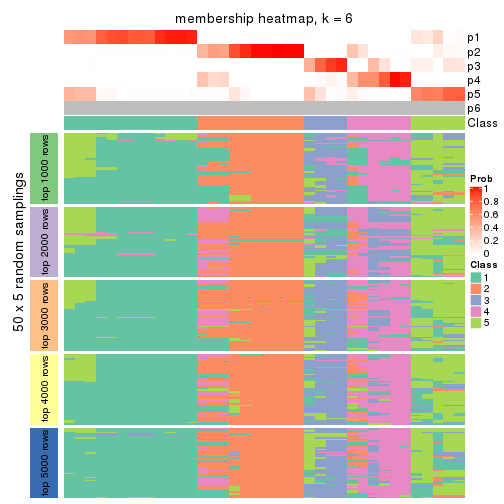 membership heatmap, k = 6
p1
p2
p3
p4
p5
p6
Class
50 x 5 random samplings
top 1000 rows
top 2000 rows
top 3000 rows
top 4000 rows
top 5000 rows
Prob
1
0.8
0.6
0.4
0.2
0
Class
1
2
3
4
5